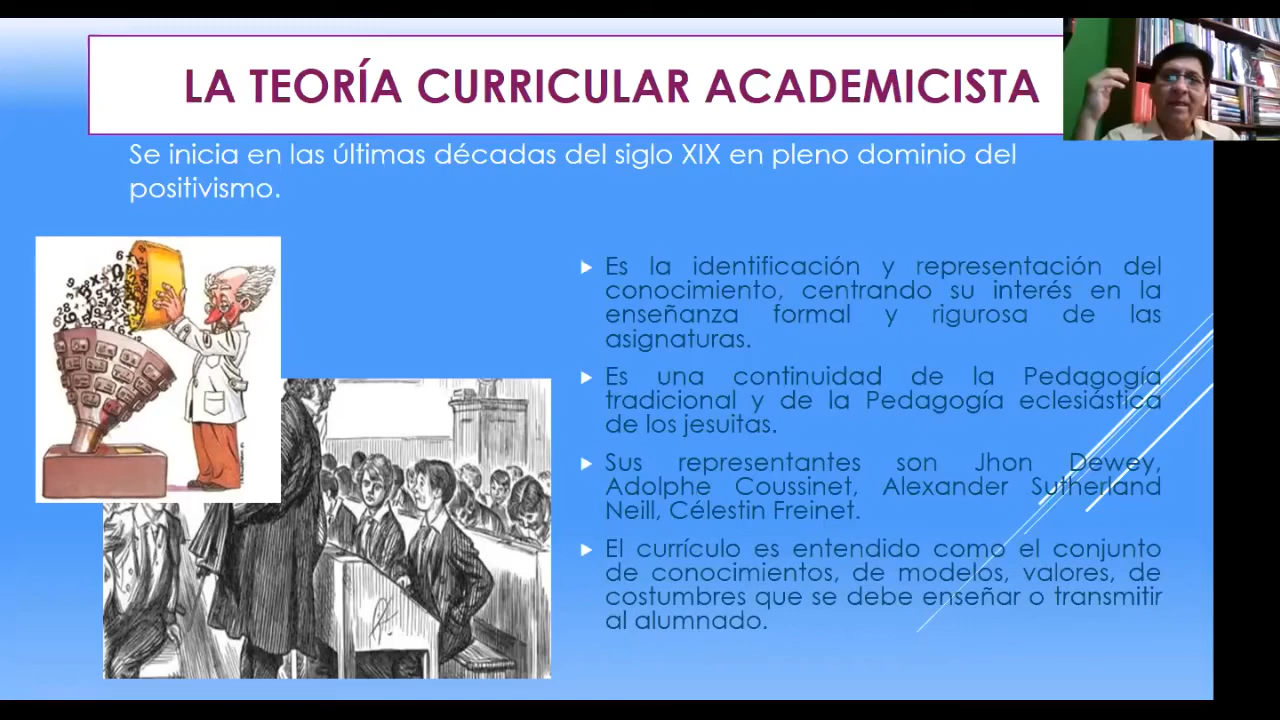 LA TEORÍA CURRICULAR ACADEMICISTA
Se inicia en las últimas décadas del siglo XIX en pleno dominio del
positivismo.
Es la identificación y representación del
conocimiento, centrando su interés en la
enseñanza formal y rigurosa de las
asignaturas.
Es una continuidad de la Pedagogía
tradicional y de la Pedagogía eclesiástica
de los jesuitas.
Sus representantes son Jhon Dewey,
Adolphe Coussinet, Alexander Sutherland
Neill, Célestin Freinet.
El currículo es entendido como el conjunto
de conocimientos, de modelos, valores, de
costumbres que se debe enseñar o transmitir
al alumnado.